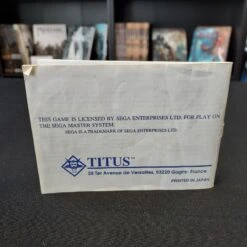 THIS GAME IS LICENSED BY SEGA ENTERPRISES LTD. FOR PLAY ON
THE SEGA MASTER SYSTEM.
SEGA IS A TRADEMARK OF SEGA ENTERPRISES LTD.
TITUS™
28 Ter Avenue de Versailles, 93220 Gagny- France
PRINTED IN JAPAN